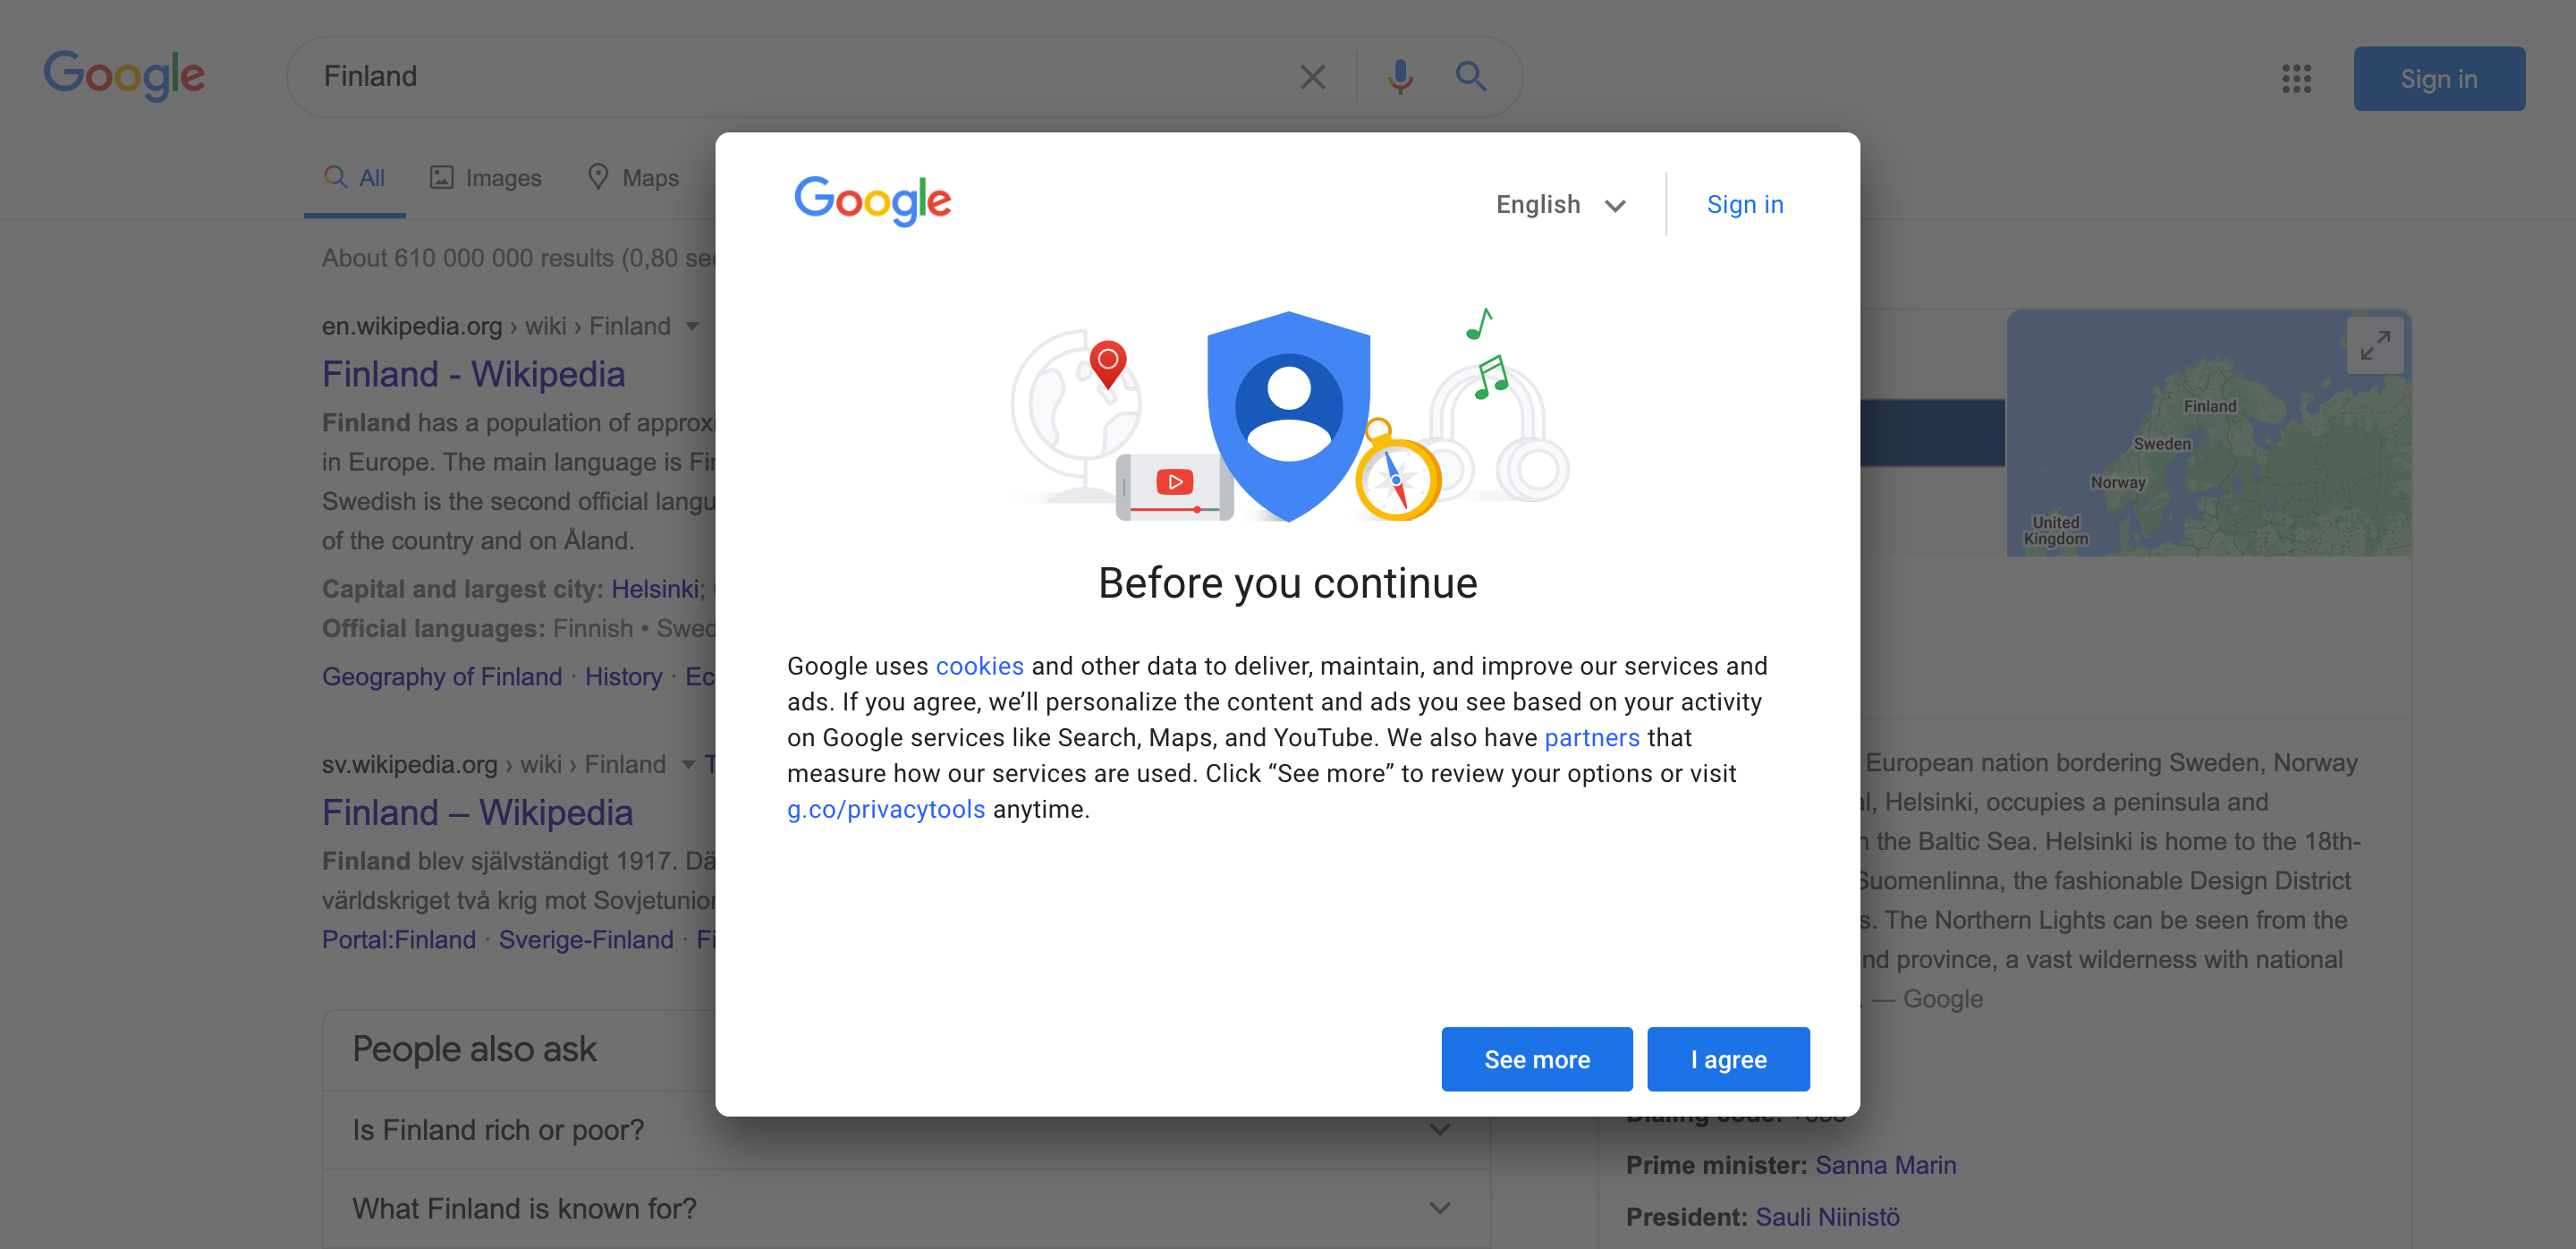 Google
Finland
Sign in
All
Images
Maps
About 610 000 000 results (0,80
en.wikipedia.org › wiki › Finland
Finland - Wikipedia
Finland has a population of
in Europe. The main language is
Swedish is the second official
of the country and on Åland.
Capital and largest city: Helsinki;
Official languages: Finnish •
Geography of Finland · History ·
sv.wikipedia.org › wiki › Finland
Finland – Wikipedia
Finland blev självständigt 1917.
världskriget två krig mot
Portal:Finland · Sverige-Finland ·
People also ask
Is Finland rich or poor?
What Finland is known for?
Google
English
Sign in
Before you continue
Google uses cookies and other data to deliver, maintain, and improve our services and
ads. If you agree, we’ll personalize the content and ads you see based on your activity
on Google services like Search, Maps, and YouTube. We also have partners that
measure how our services are used. Click “See more” to review your options or visit
g.co/privacytools anytime.
See more
I agree
Finland
Sweden
Norway
United
Kingdom
European nation bordering Sweden, Norway
Helsinki, occupies a peninsula and
the Baltic Sea. Helsinki is home to the 18th-
Suomenlinna, the fashionable Design District
The Northern Lights can be seen from the
province, a vast wilderness with national
— Google
Prime minister: Sanna Marin
President: Sauli Niinistö